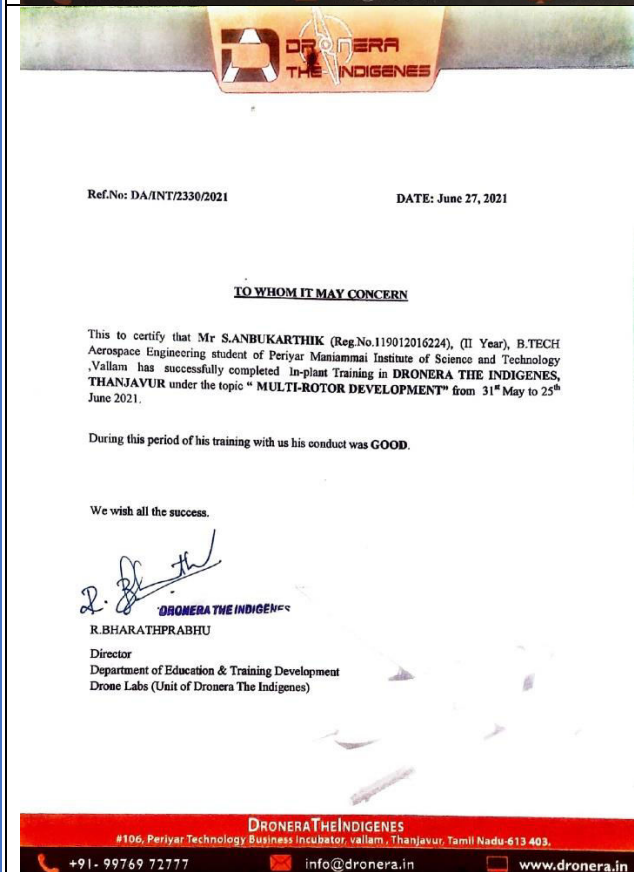 DRONERA
THE INDIGENES
Ref.No: DA/INT/2330/2021
DATE: June 27, 2021
TO WHOM IT MAY CONCERN
This to certify that Mr S.ANBUKARTHIK (Reg.No.119012016224), (II Year), B.TECH
Aerospace Engineering student of Periyar Maniammai Institute of Science and Technology
,Vallam has successfully completed In-plant Training in DRONERA THE INDIGENES,
THANJAVUR under the topic “ MULTI-ROTOR DEVELOPMENT” from 31st May to 25th
June 2021.
During this period of his training with us his conduct was GOOD.
We wish all the success.
DRONERA THE INDIGENES
R.BHARATHPRABHU
Director
Department of Education & Training Development
Drone Labs (Unit of Dronera The Indigenes)
DRONERATHEINDIGENES
#106, Periyar Technology Business Incubator, vallam , Thanjavur, Tamil Nadu-613 403.
+91- 99769 72777 info@dronera.in www.dronera.in